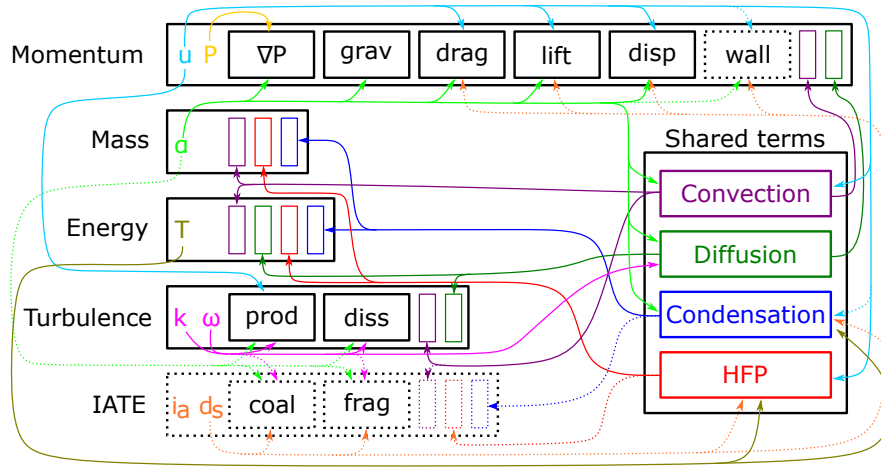 Momentum u P ∇P grav drag lift disp wall
Mass α
Shared terms
Convection
Energy T
Diffusion
Turbulence k ω prod diss
Condensation
HFP
IATE ia ds coal frag